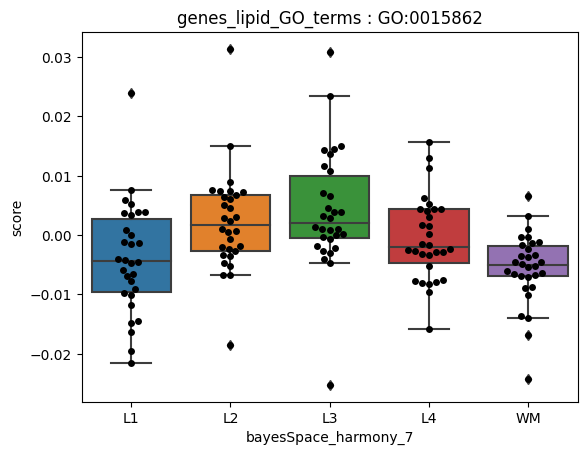 genes_lipid_GO_terms : GO:0015862
0.03
0.02
0.01
0.00
−0.01
−0.02
score
L1 L2 L3 L4 WM
bayesSpace_harmony_7